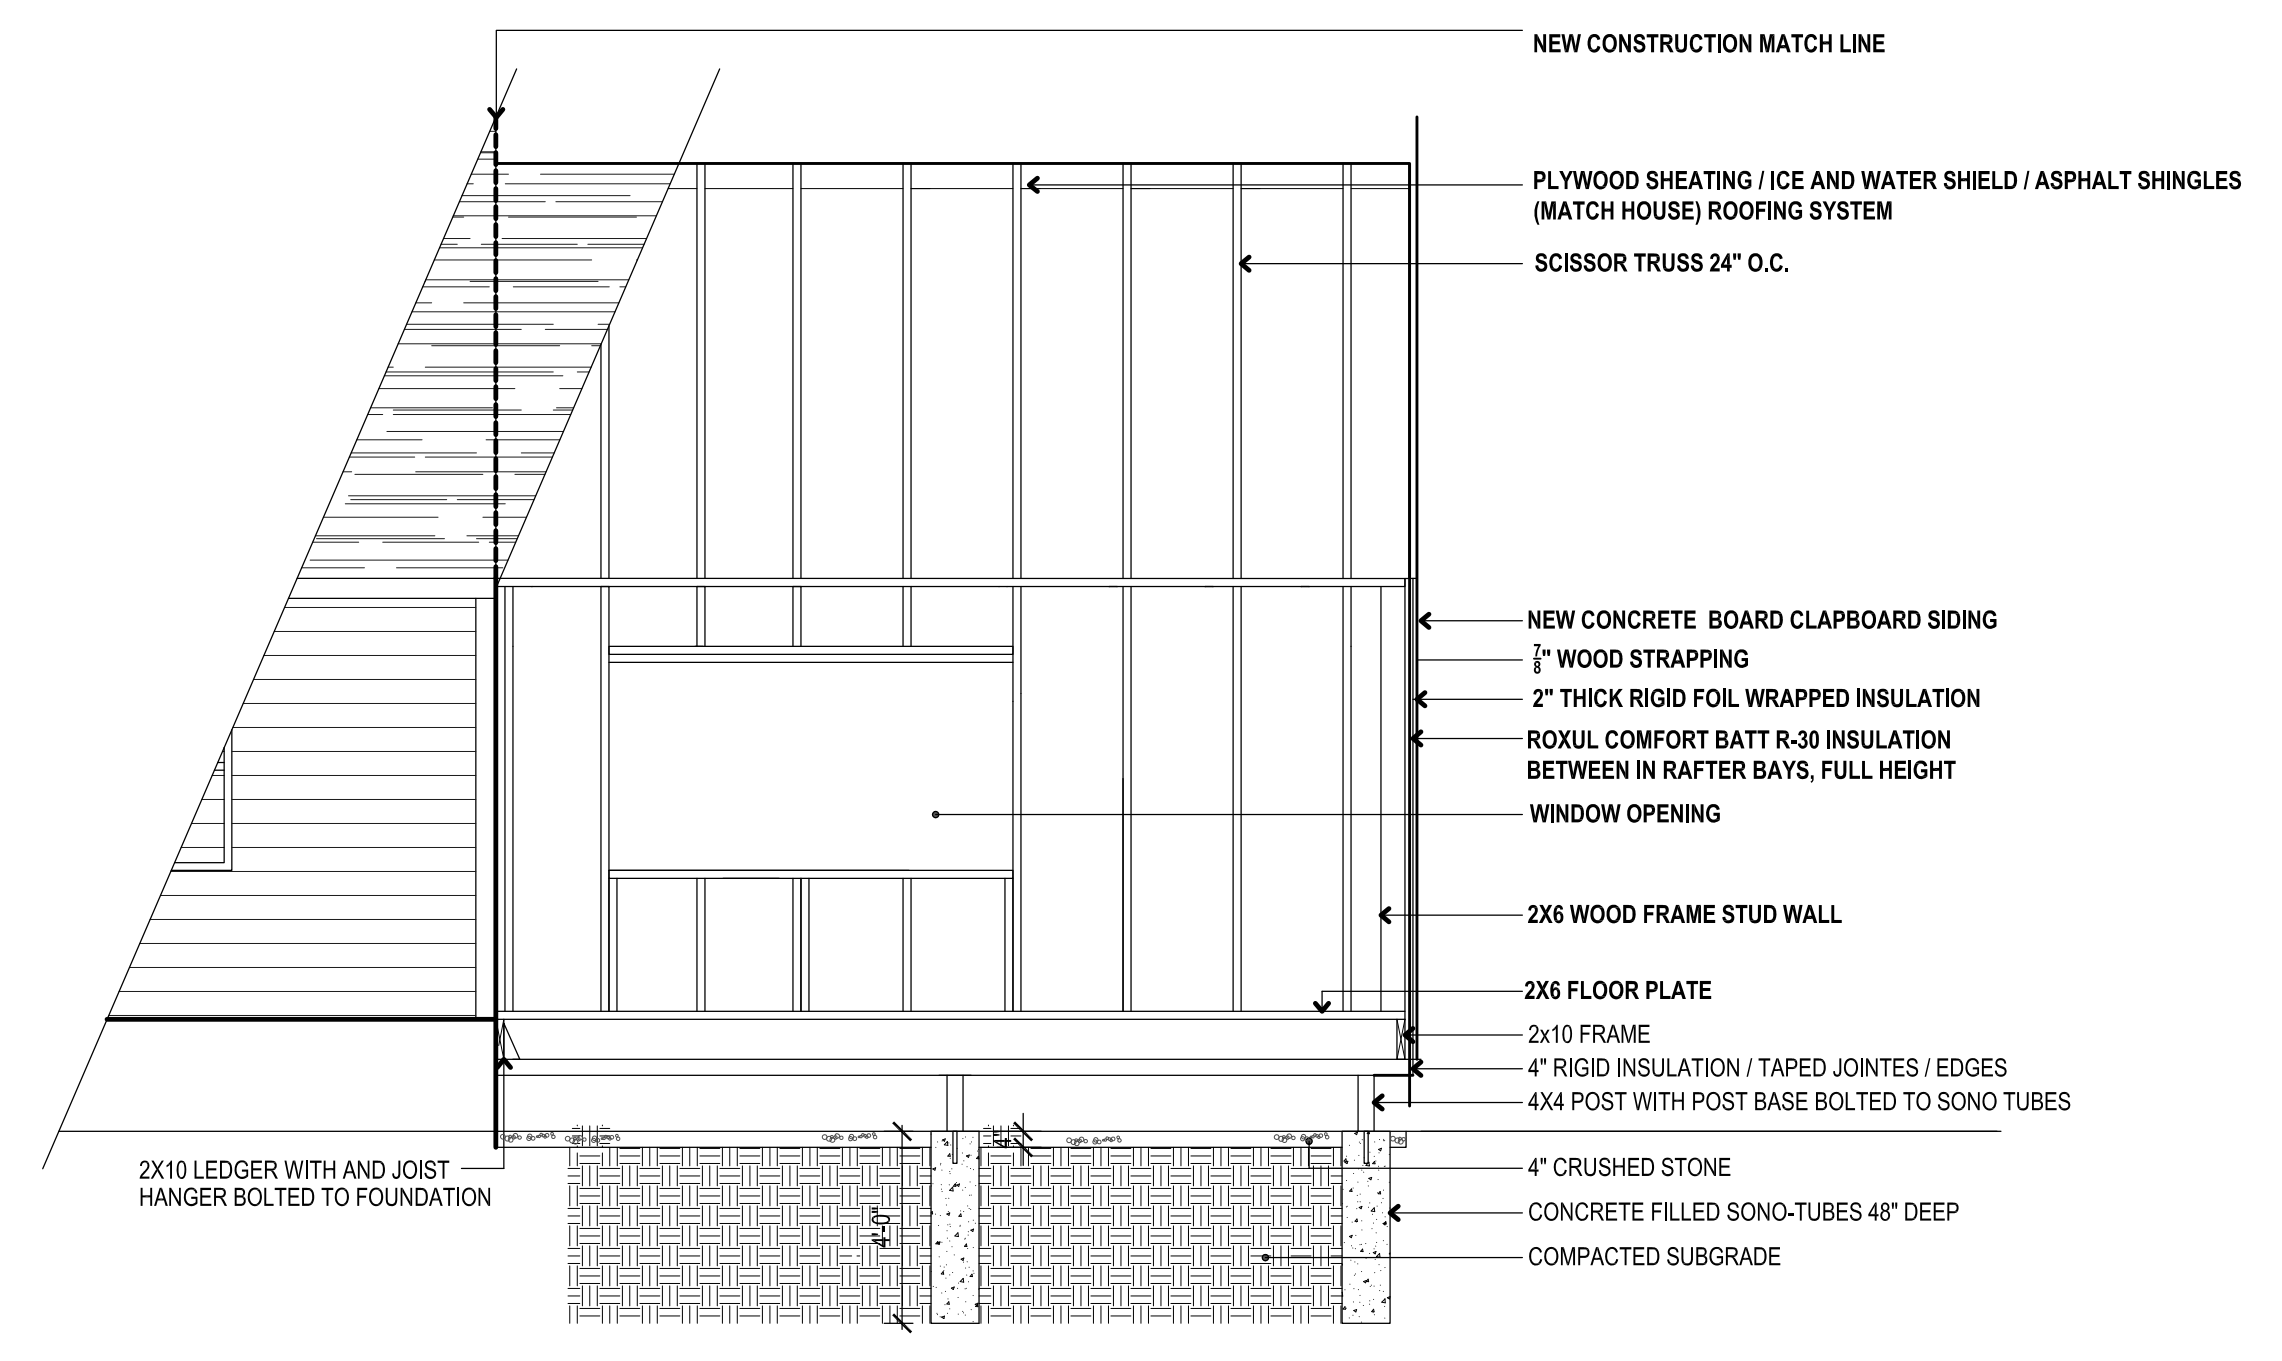 NEW CONSTRUCTION MATCH LINE
PLYWOOD SHEATING / ICE AND WATER SHIELD / ASPHALT SHINGLES
(MATCH HOUSE) ROOFING SYSTEM
SCISSOR TRUSS 24" O.C.
NEW CONCRETE BOARD CLAPBOARD SIDING
7/8" WOOD STRAPPING
2" THICK RIGID FOIL WRAPPED INSULATION
ROXUL COMFORT BATT R-30 INSULATION
BETWEEN IN RAFTER BAYS, FULL HEIGHT
WINDOW OPENING
2X6 WOOD FRAME STUD WALL
2X6 FLOOR PLATE
2x10 FRAME
4" RIGID INSULATION / TAPED JOINTES / EDGES
4X4 POST WITH POST BASE BOLTED TO SONO TUBES
4"
2X10 LEDGER WITH AND JOIST
HANGER BOLTED TO FOUNDATION
4'-0"
4" CRUSHED STONE
CONCRETE FILLED SONO-TUBES 48" DEEP
COMPACTED SUBGRADE